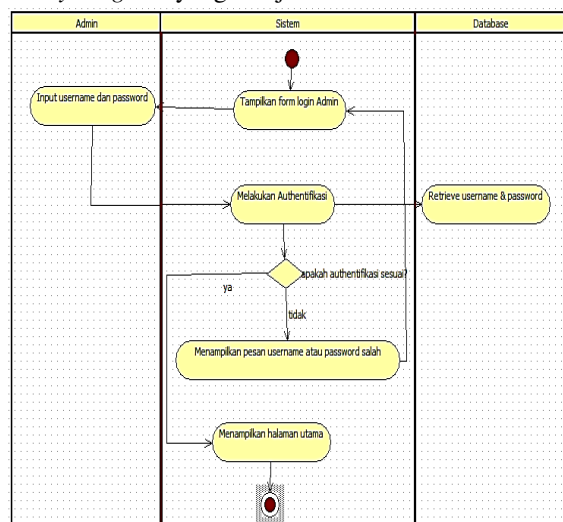 Admin
Sistem
Database
Tampilkan form login Admin
Input username dan password
Melakukan Authentifikasi
Retrieve username & password
apakah authentifikasi sesuai?
ya
tidak
Menampilkan pesan username atau password salah
Menampilkan halaman utama